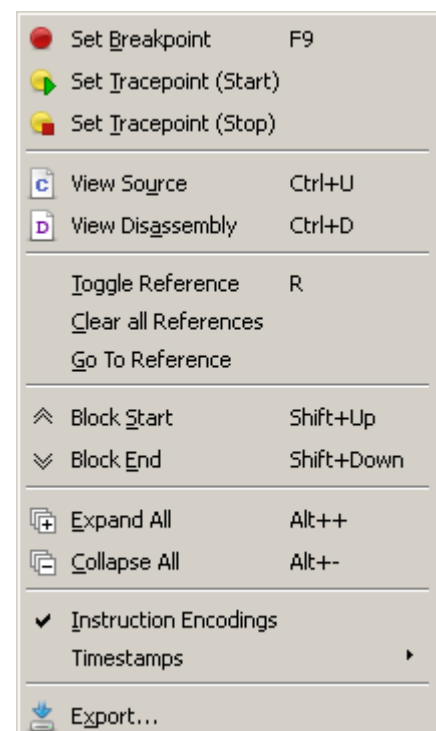 Set Breakpoint F9
Set Tracepoint (Start)
Set Tracepoint (Stop)
C View Source Ctrl+U
D View Disassembly Ctrl+D
Toggle Reference R
Clear all References
Go To Reference
Block Start Shift+Up
Block End Shift+Down
Expand All Alt++
Collapse All Alt+-
Instruction Encodings
Timestamps
Export...